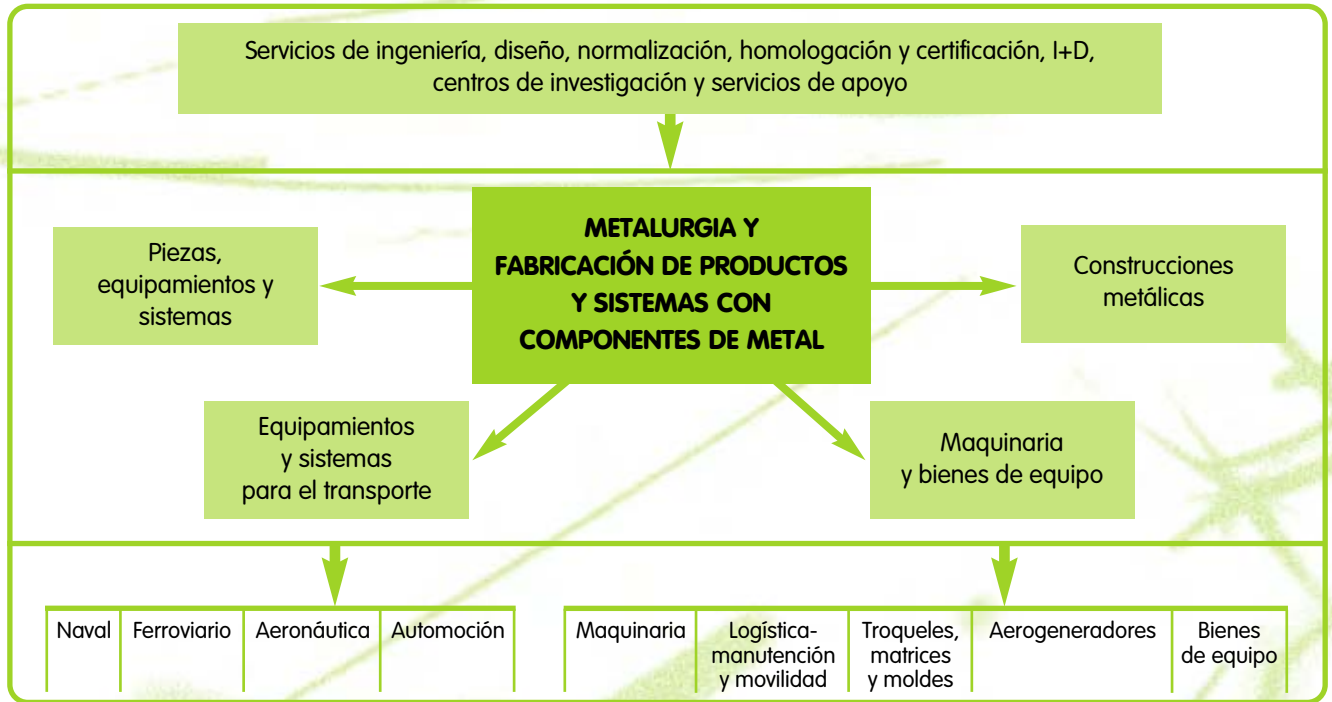 Servicios de ingeniería, diseño, normalización, homologación y certificación, I+D,
centros de investigación y servicios de apoyo
METALURGIA Y
FABRICACIÓN DE PRODUCTOS
Y SISTEMAS CON
COMPONENTES DE METAL
Piezas,
equipamientos y
sistemas
Construcciones
metálicas
Equipamientos
y sistemas
para el transporte
Maquinaria
y bienes de equipo
Naval
Ferroviario
Aeronáutica
Automoción
Maquinaria
Logística-
manutención
y movilidad
Troqueles,
matrices
y moldes
Aerogeneradores
Bienes
de equipo